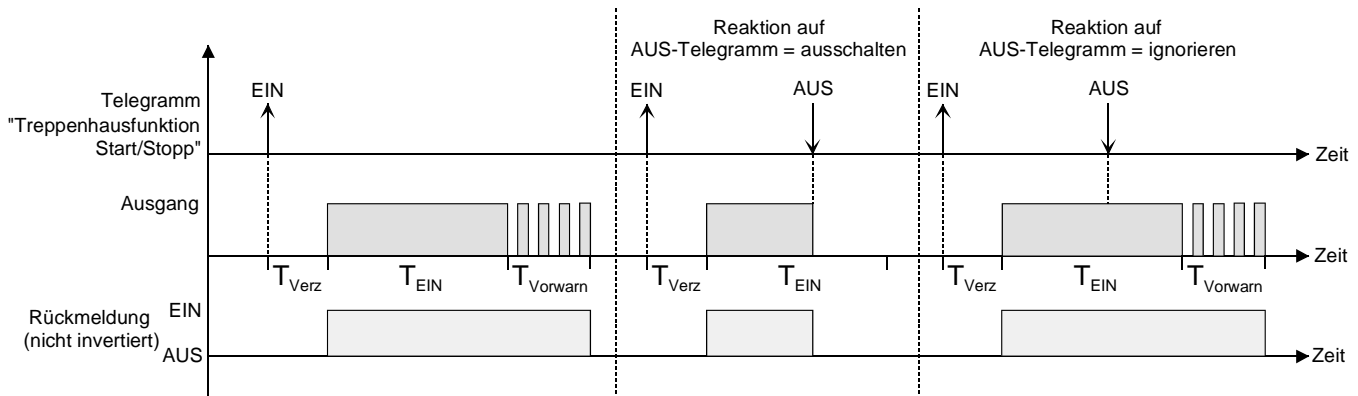 Reaktion auf
AUS-Telegramm = ausschalten
Reaktion auf
AUS-Telegramm = ignorieren
EIN
EIN
AUS
EIN
AUS
Telegramm
"Treppenhausfunktion
Start/Stopp"
Zeit
Ausgang
Zeit
TVerz
TEIN
TVorwarn
TVerz
TEIN
TVerz
TEIN
TVorwarn
EIN
Rückmeldung
(nicht invertiert)
AUS
Zeit